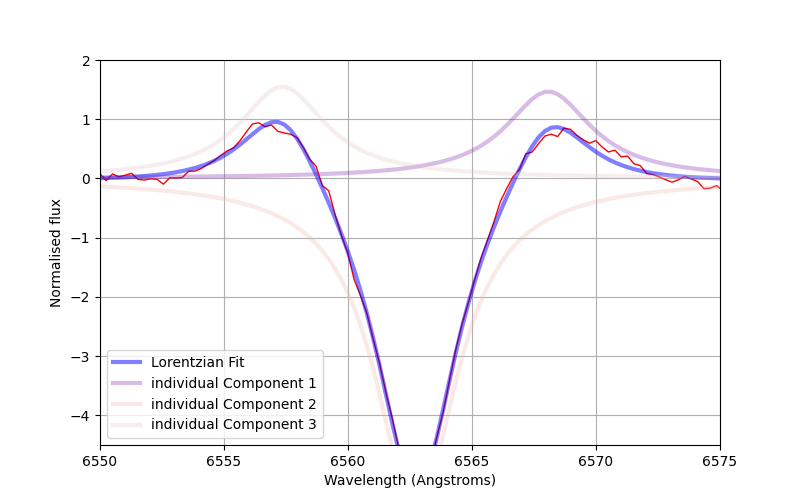 2
1
0
−1
−2
−3
−4
Normalised flux
Lorentzian Fit
individual Component 1
individual Component 2
individual Component 3
6550 6555 6560 6565 6570 6575
Wavelength (Angstroms)